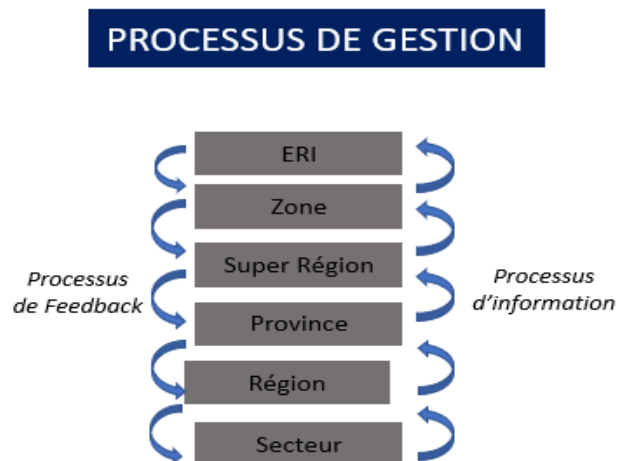 PROCESSUS DE GESTION
ERI
Zone
Super Région
Processus
de Feedback
Processus
d'information
Province
Région
Secteur